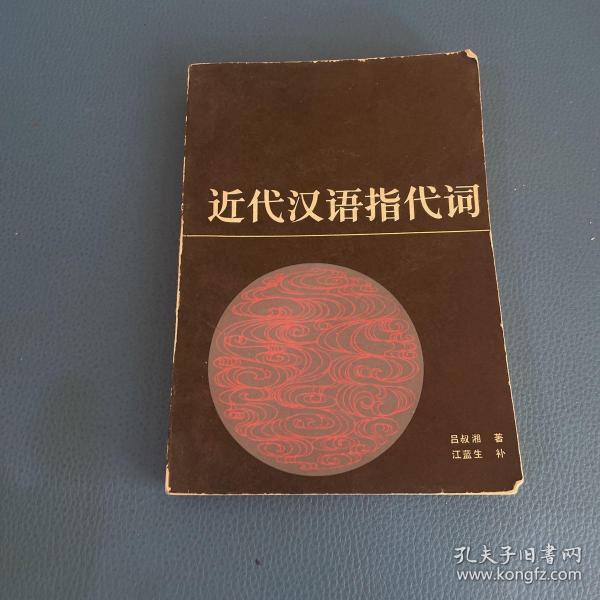 近代汉语指代词
吕叔湘 著
江蓝生 补
孔夫子旧書网
www.kongfz.com